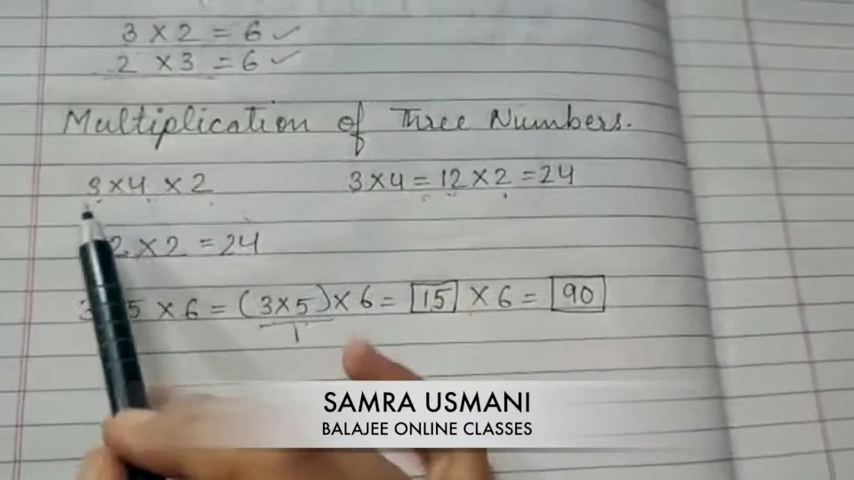 3 × 2 = 6 ✓
2 × 3 = 6 ✓
Multiplication of Three Numbers.
3 × 4 × 2 3 × 4 = 12 × 2 = 24
2 × 2 = 24
3 5 × 6 = (3 × 5) × 6 = 15 × 6 = 90
SAMRA USMANI
BALAJEE ONLINE CLASSES